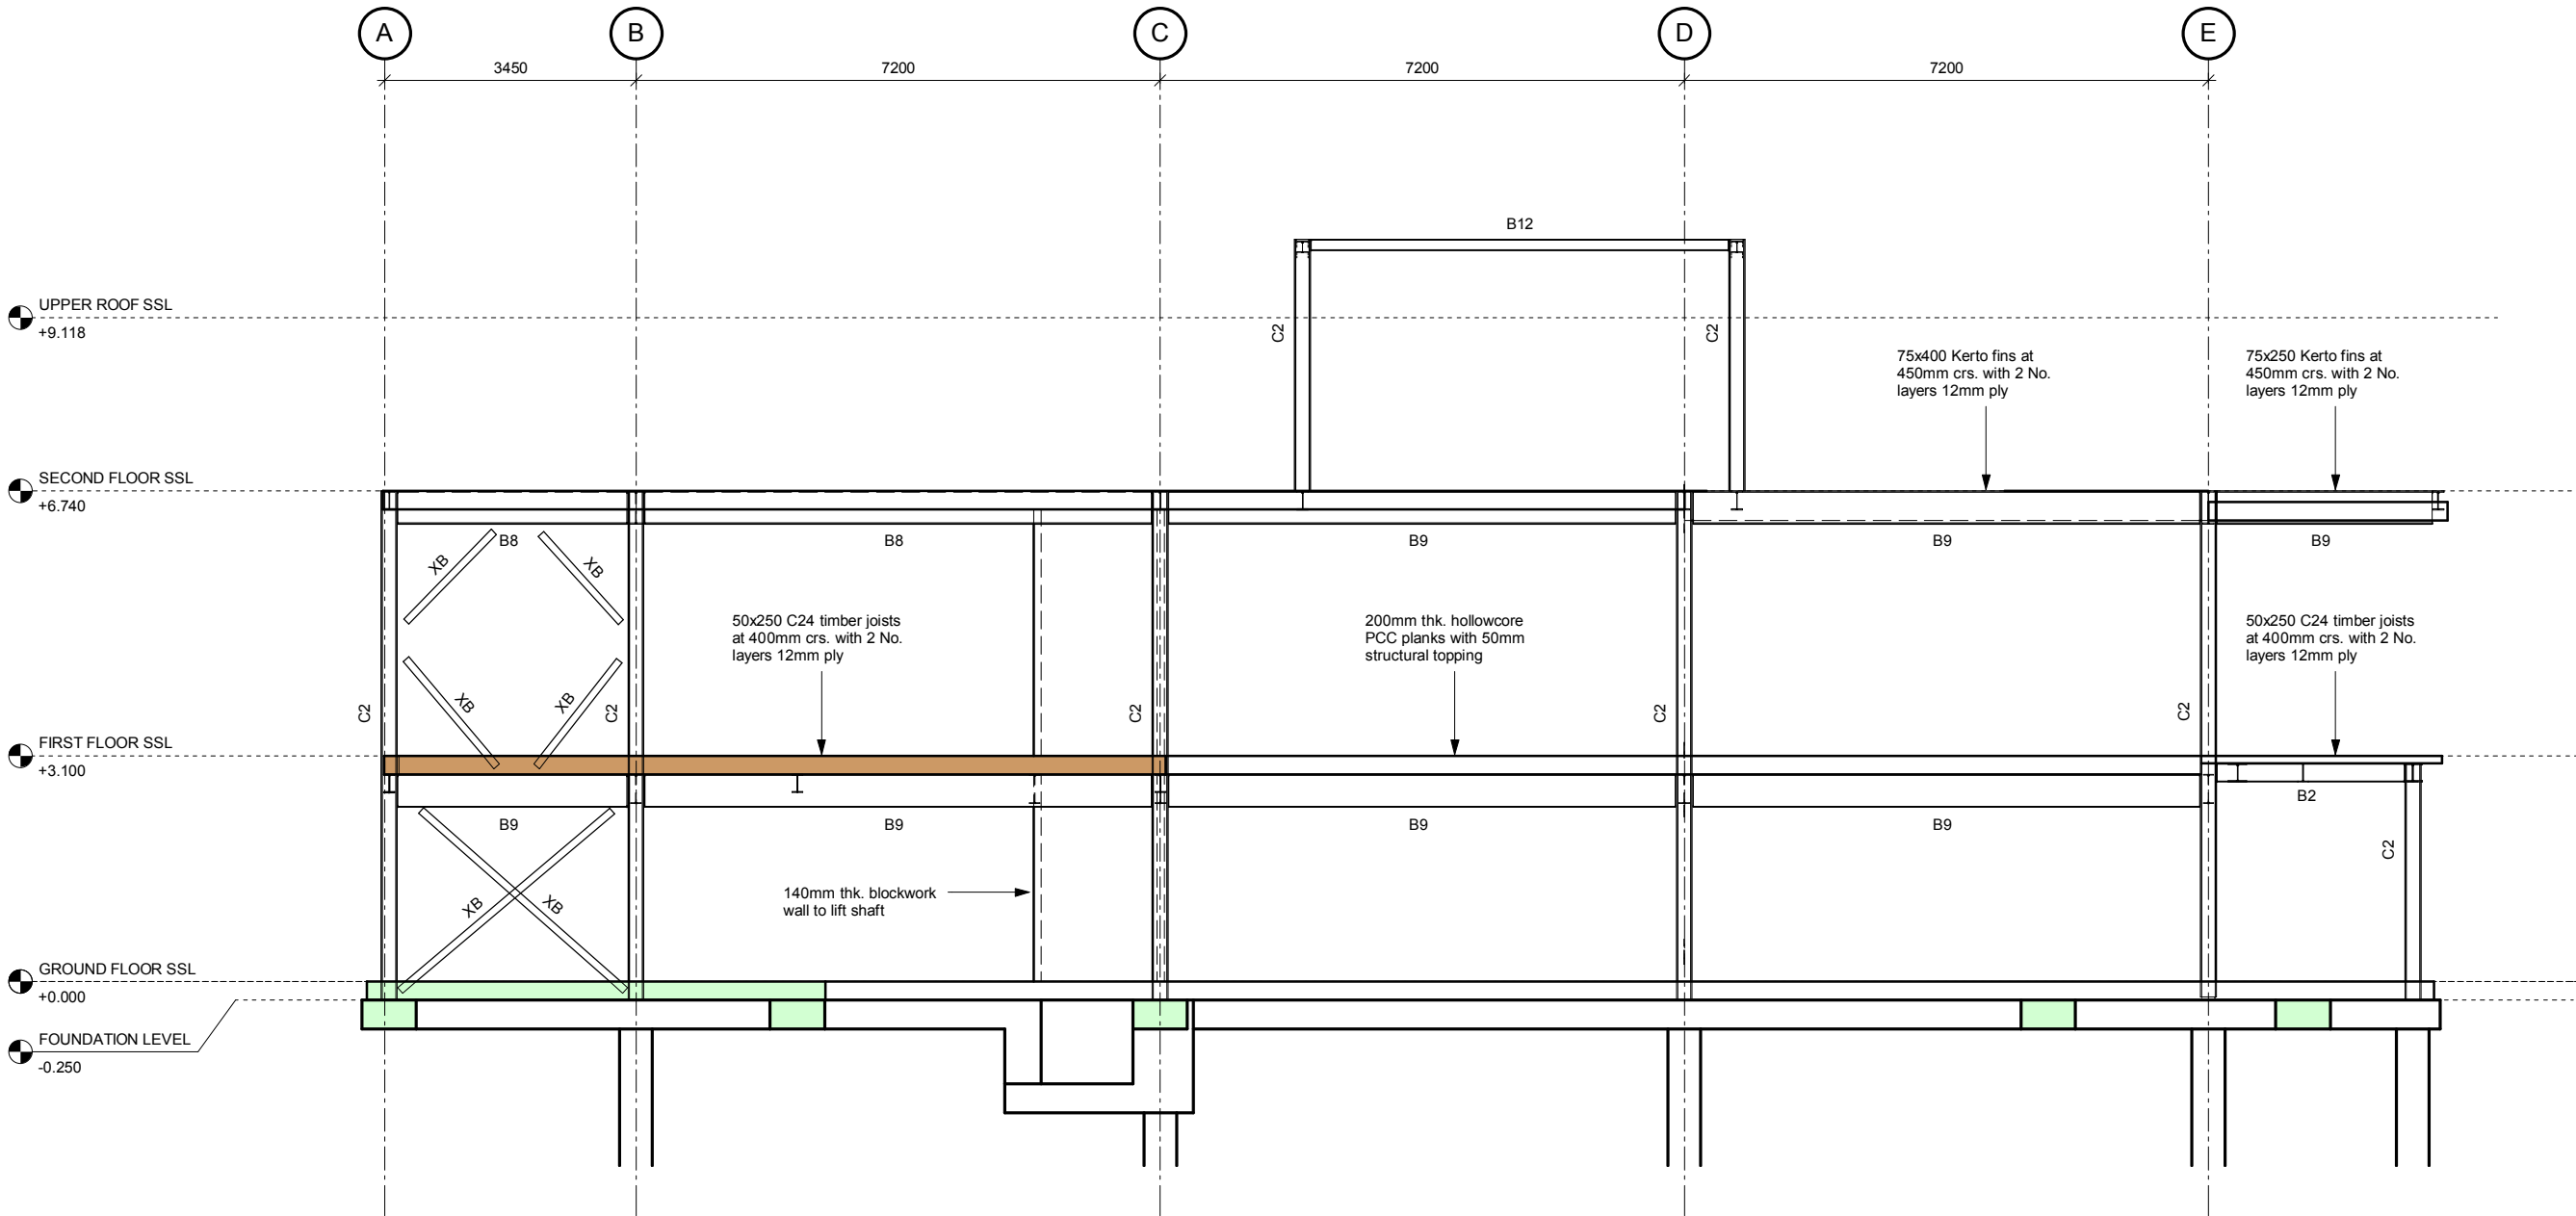 A
B
C
D
E
3450
7200
7200
7200
B12
UPPER ROOF SSL
+9.118
C2
C2
75x400 Kerto fins at
450mm crs. with 2 No.
layers 12mm ply
75x250 Kerto fins at
450mm crs. with 2 No.
layers 12mm ply
SECOND FLOOR SSL
+6.740
B8
B8
B9
B9
B9
XB
XB
50x250 C24 timber joists
at 400mm crs. with 2 No.
layers 12mm ply
200mm thk. hollowcore
PCC planks with 50mm
structural topping
50x250 C24 timber joists
at 400mm crs. with 2 No.
layers 12mm ply
XB
XB
C2
C2
C2
C2
C2
FIRST FLOOR SSL
+3.100
B2
B9
B9
B9
B9
C2
140mm thk. blockwork
wall to lift shaft
XB
XB
GROUND FLOOR SSL
+0.000
FOUNDATION LEVEL
-0.250